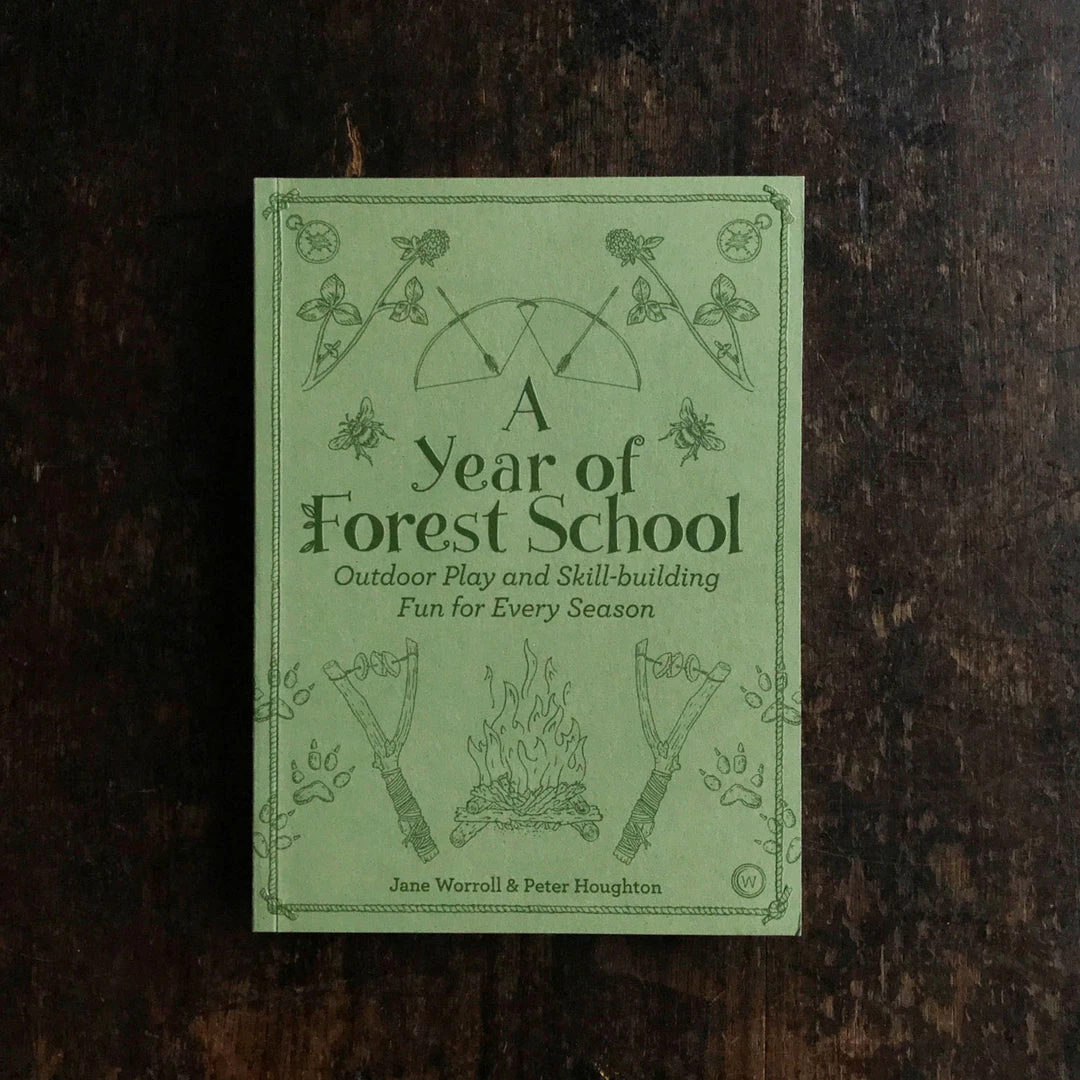 A
Year of
Forest School
Outdoor Play and Skill-building
Fun for Every Season
Jane Worroll & Peter Houghton
W